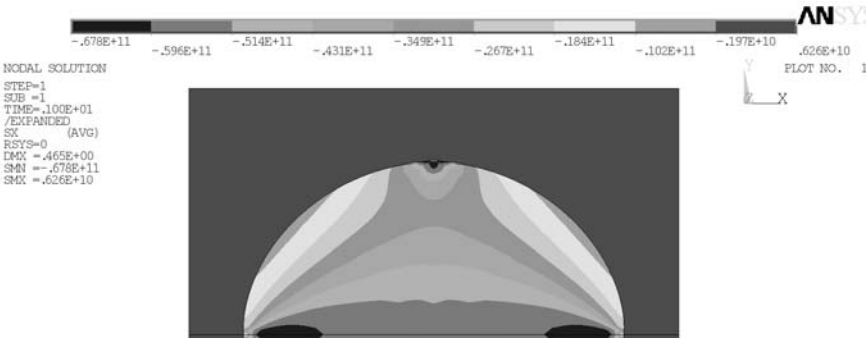 ANSYS
-.678E+11 -.596E+11 -.514E+11 -.431E+11 -.349E+11 -.267E+11 -.184E+11 -.102E+11 -.197E+10 .626E+10
NODAL SOLUTION
PLOT NO. 1
STEP=1
SUB =1
TIME=.100E+01
/EXPANDED
SX (AVG)
RSYS=0
DMX =.465E+00
SMN =-.678E+11
SMX =.626E+10
Y
Z X